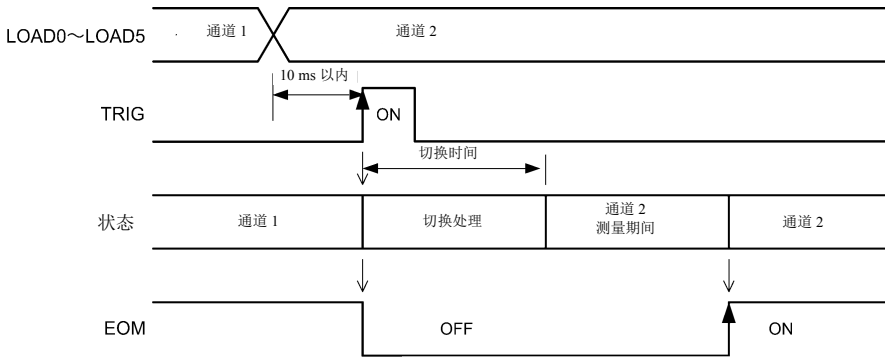 LOAD0～LOAD5
通道 1
通道 2
10 ms 以内
TRIG
ON
切换时间
状态
通道 1
切换处理
通道 2
测量期间
通道 2
EOM
OFF
ON